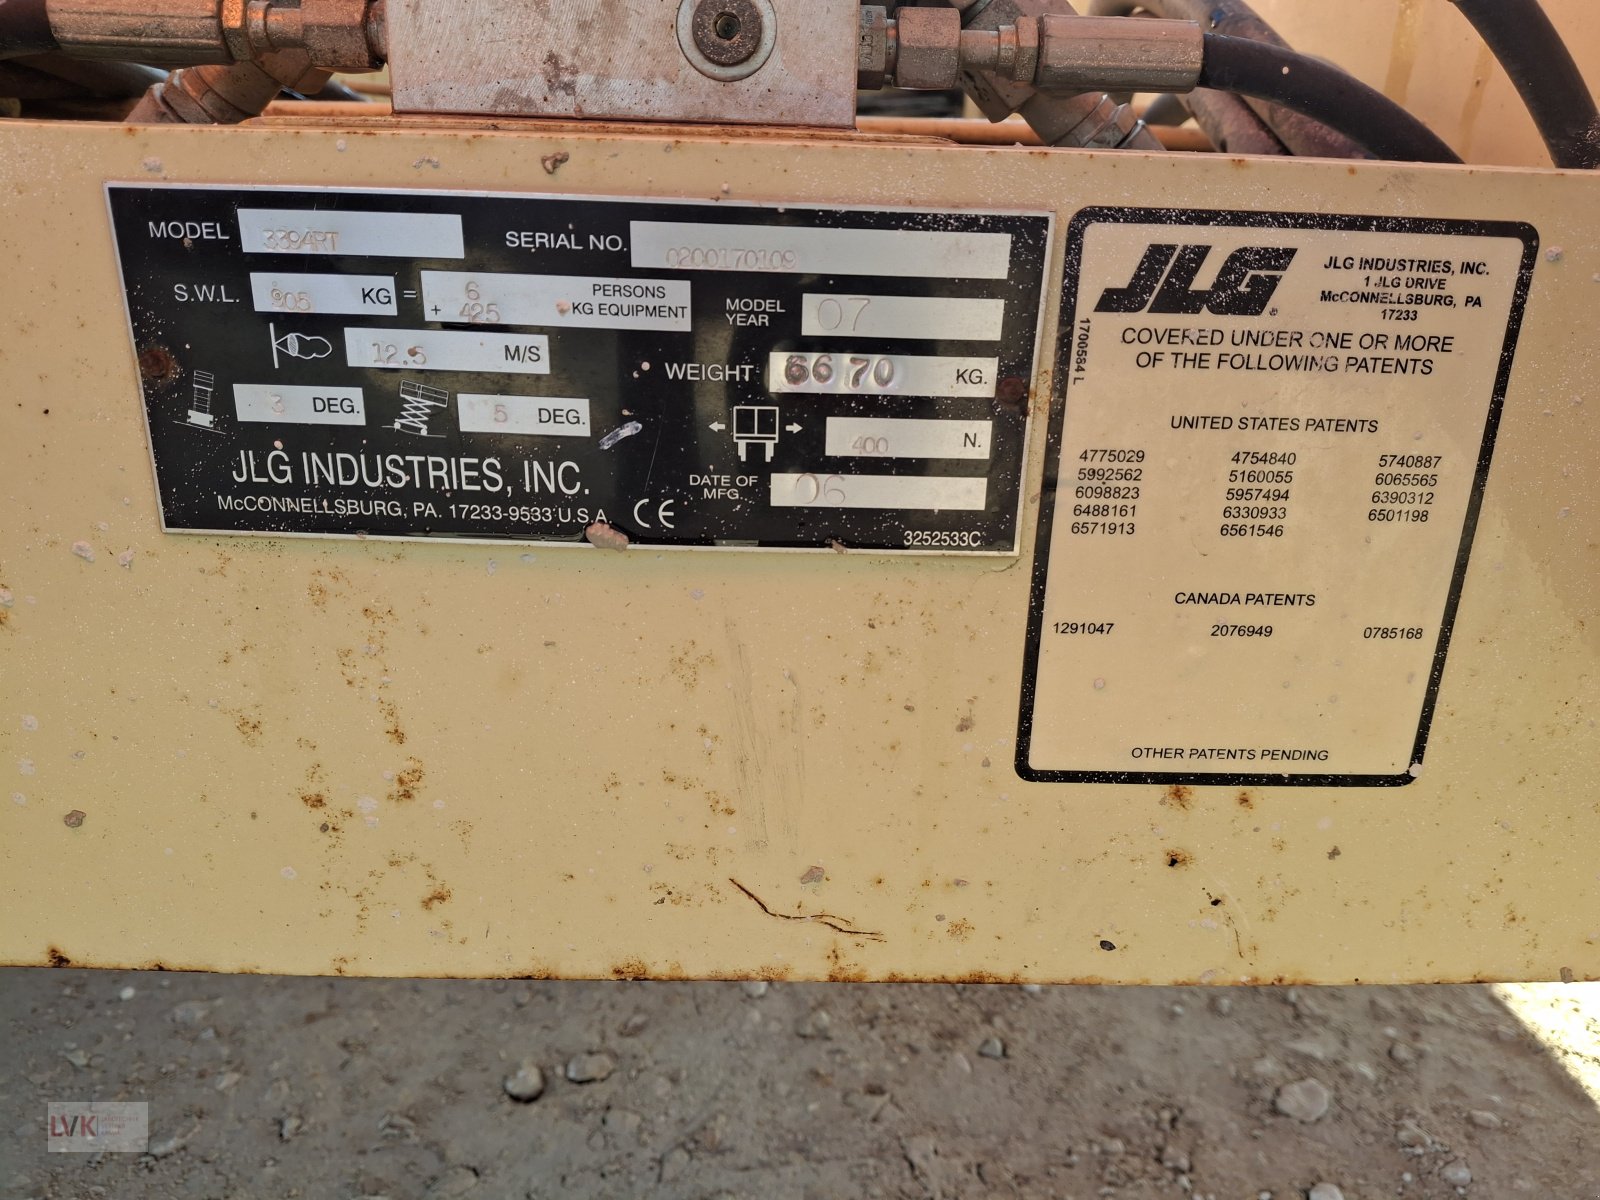 MODEL 3394RT
SERIAL NO. 0200170109
S.W.L. 905 KG = 6 PERSONS
+ 425 KG EQUIPMENT
MODEL YEAR 07
12.5 M/S
WEIGHT 6670 KG.
3 DEG. 5 DEG.
400 N.
JLG INDUSTRIES, INC.
McCONNELLSBURG, PA. 17233-9533 U.S.A.
CE
DATE OF MFG. 06
3252533C
JLG
JLG INDUSTRIES, INC.
1 JLG DRIVE
McCONNELLSBURG, PA
17233
1700584 L
COVERED UNDER ONE OR MORE
OF THE FOLLOWING PATENTS
UNITED STATES PATENTS
4775029 4754840 5740887
5992562 5160055 6065565
6098823 5957494 6390312
6488161 6330933 6501198
6571913 6561546
CANADA PATENTS
1291047 2076949 0785168
OTHER PATENTS PENDING
LVK